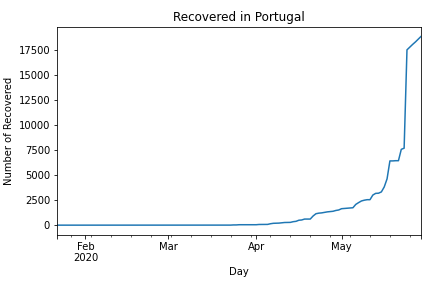 Recovered in Portugal
Number of Recovered
17500
15000
12500
10000
7500
5000
2500
0
Feb
2020
Mar
Apr
May
Day